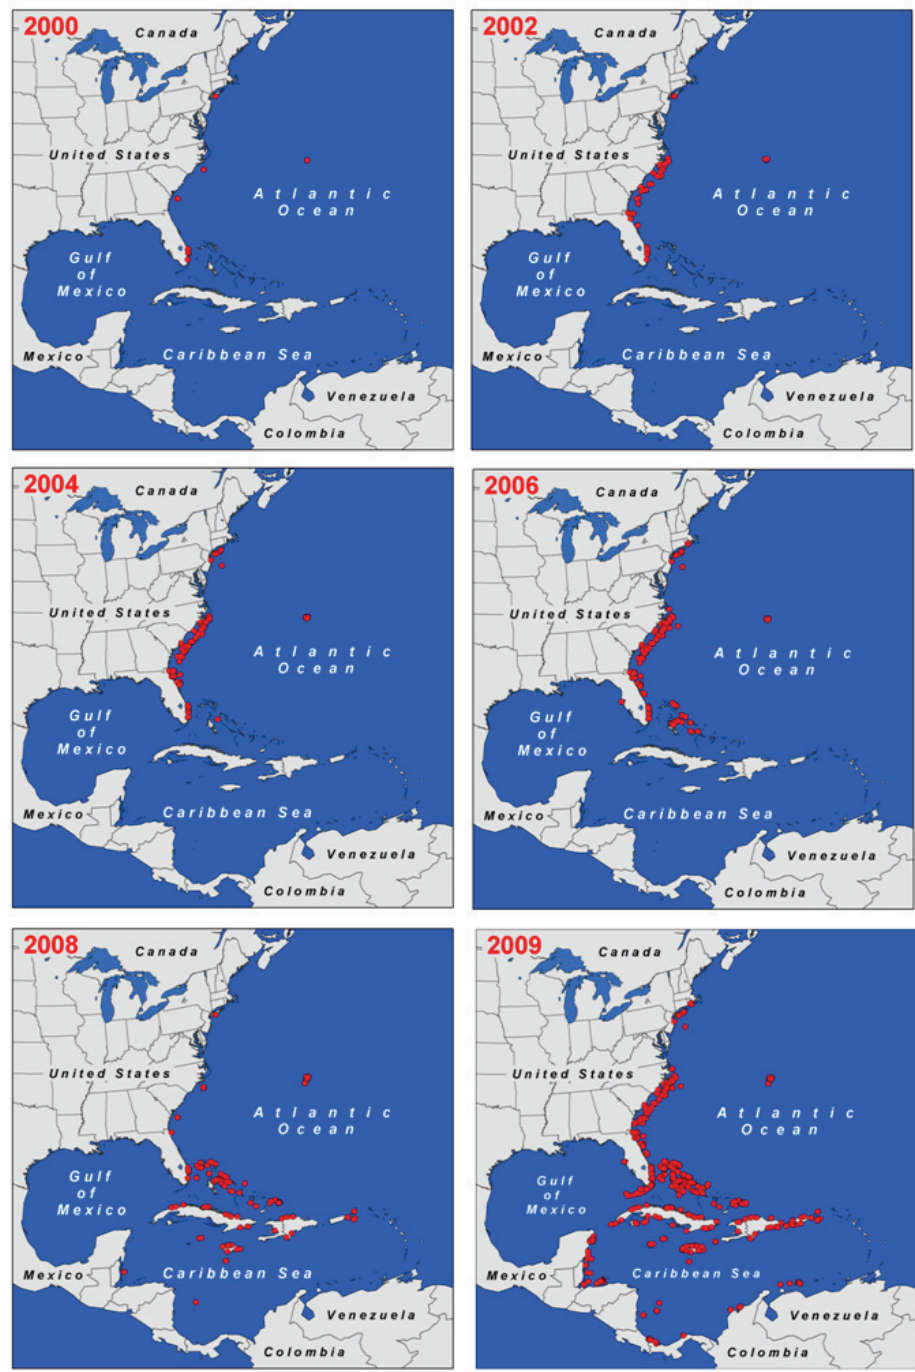 2000
Canada
United States
Atlantic
Ocean
Gulf
of
Mexico
Mexico
Caribbean Sea
Venezuela
Colombia
2002
Canada
United States
Atlantic
Ocean
Gulf
of
Mexico
Mexico
Caribbean Sea
Venezuela
Colombia
2004
Canada
United States
Atlantic
Ocean
Gulf
of
Mexico
Mexico
Caribbean Sea
Venezuela
Colombia
2006
Canada
United States
Atlantic
Ocean
Gulf
of
Mexico
Mexico
Caribbean Sea
Venezuela
Colombia
2008
Canada
United States
Atlantic
Ocean
Gulf
of
Mexico
Mexico
Caribbean Sea
Venezuela
Colombia
2009
Canada
United States
Atlantic
Ocean
Gulf
of
Mexico
Mexico
Caribbean Sea
Venezuela
Colombia